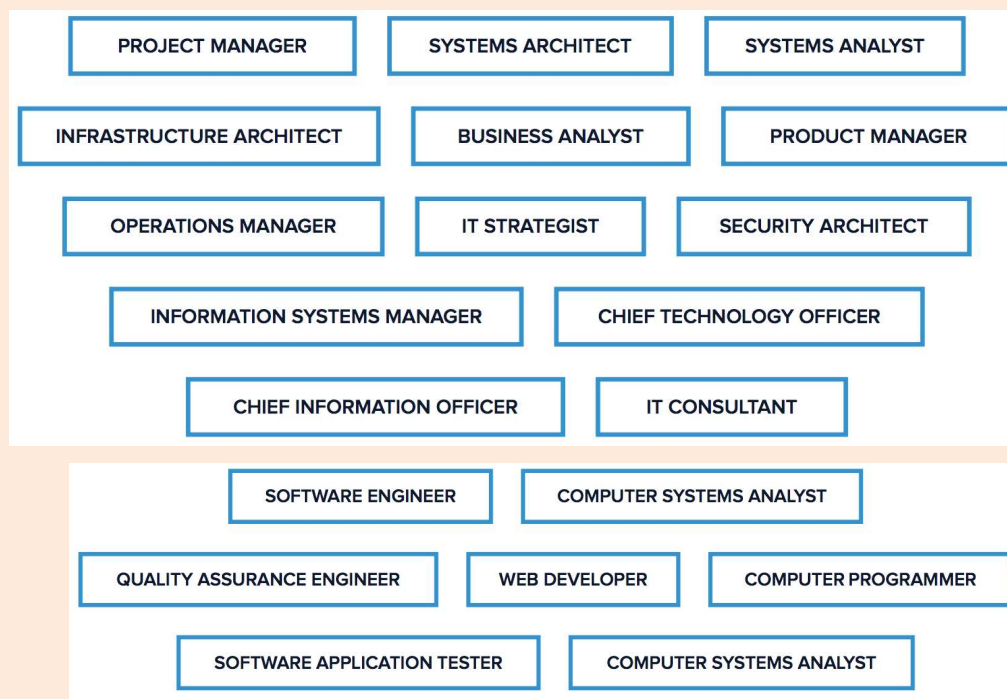 PROJECT MANAGER SYSTEMS ARCHITECT SYSTEMS ANALYST
INFRASTRUCTURE ARCHITECT BUSINESS ANALYST PRODUCT MANAGER
OPERATIONS MANAGER IT STRATEGIST SECURITY ARCHITECT
INFORMATION SYSTEMS MANAGER CHIEF TECHNOLOGY OFFICER
CHIEF INFORMATION OFFICER IT CONSULTANT
SOFTWARE ENGINEER COMPUTER SYSTEMS ANALYST
QUALITY ASSURANCE ENGINEER WEB DEVELOPER COMPUTER PROGRAMMER
SOFTWARE APPLICATION TESTER COMPUTER SYSTEMS ANALYST